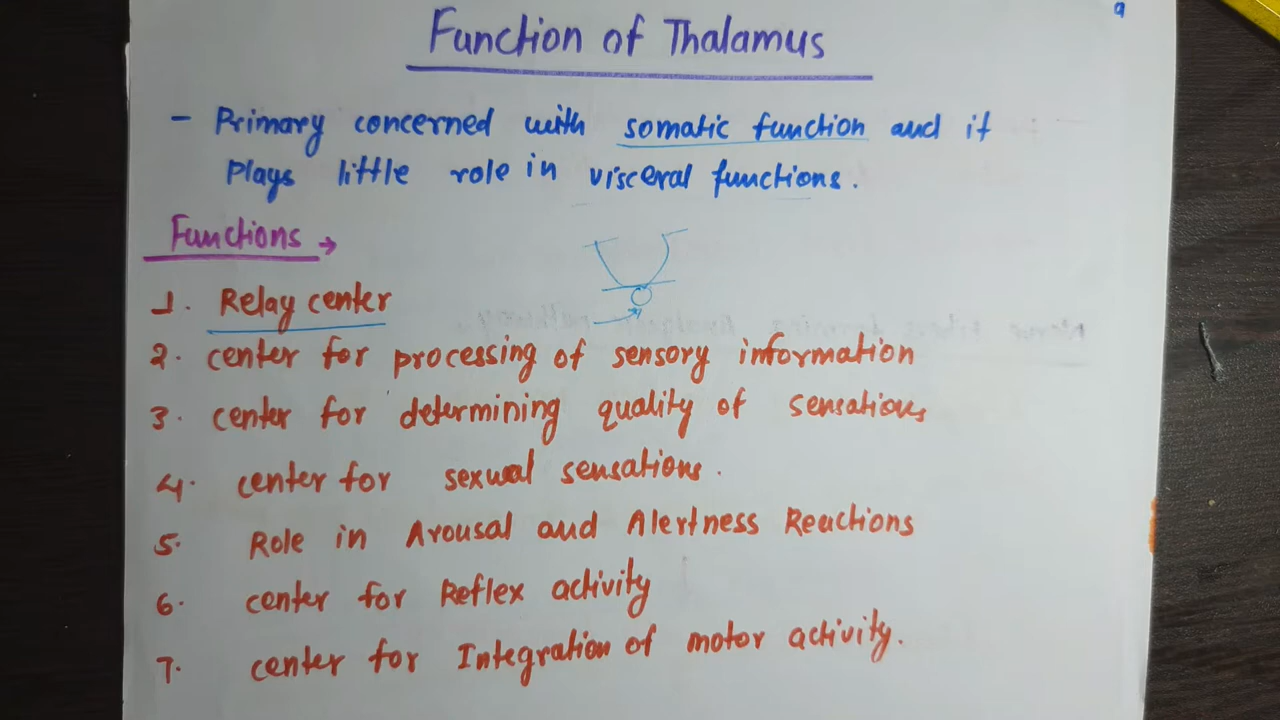 9
Function of Thalamus
- Primary concerned with somatic function and it
Plays little role in visceral functions.
Functions →
1. Relay center
2. center for processing of sensory information
3. center for determining quality of sensations
4. center for sexual sensations.
5. Role in Arousal and Alertness Reactions
6. center for Reflex activity
7. center for Integration of motor activity.